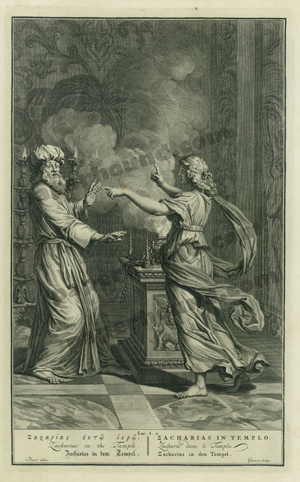 Luc. I.
Ζαχαρίας ἐν τῷ ἱερῷ.
Zacharias in the Temple
Zacharias in dem Tempel.
ZACHARIAS IN TEMPLO.
Zacharie dans le Temple.
Zacharias in den Tempel.